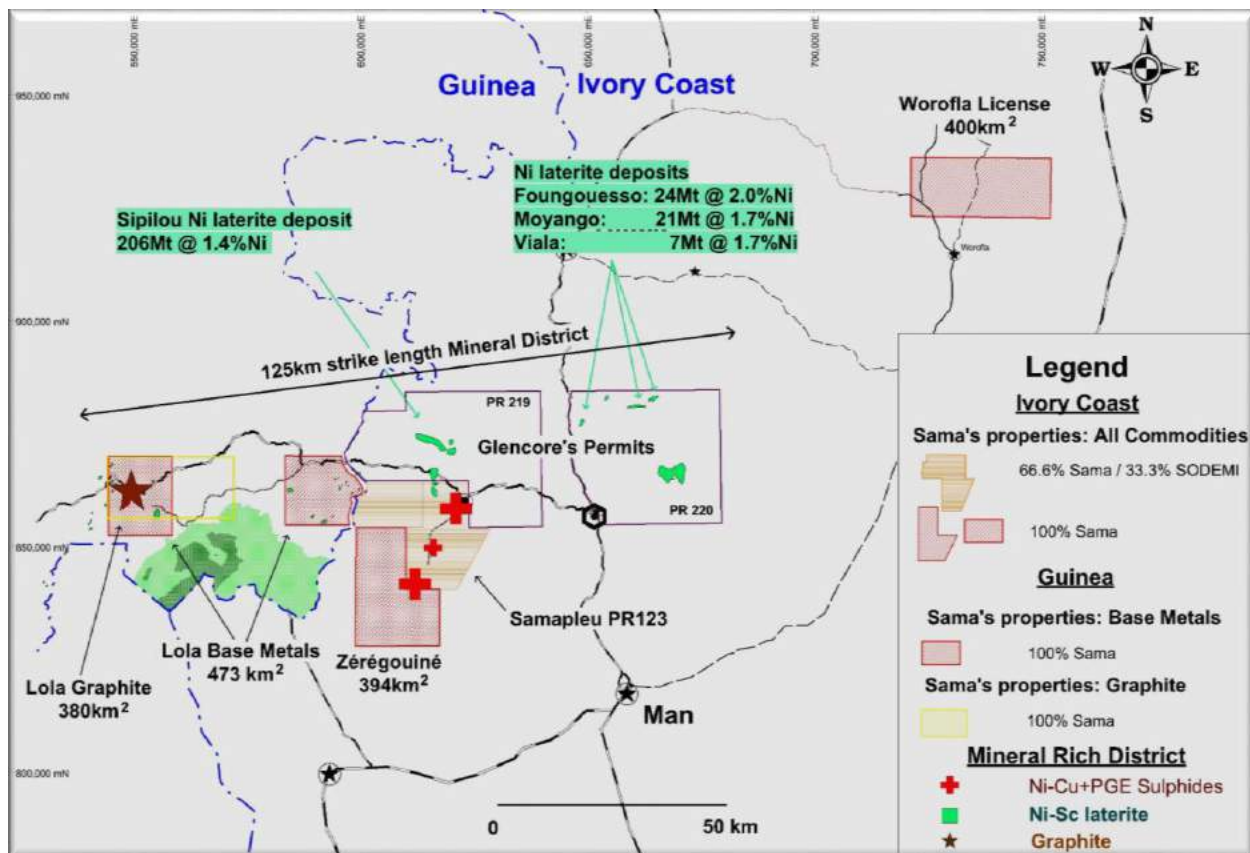 550,000 mE
600,000 mE
650,000 mE
700,000 mE
750,000 mE
N
W
E
S
Guinea
Ivory Coast
950,000 mN
Worofla License
400km²
Ni laterite deposits
Foungouesso: 24Mt @ 2.0%Ni
Moyango: 21Mt @ 1.7%Ni
Viala: 7Mt @ 1.7%Ni
Sipilou Ni laterite deposit
206Mt @ 1.4%Ni
Worofla
900,000 mN
125km strike length Mineral District
PR 219
Glencore's Permits
PR 220
850,000 mN
Samapleu PR123
Lola Base Metals
473 km²
Zérégouiné
394km²
Lola Graphite
380km²
Man
800,000 mN
0
50 km
Legend
Ivory Coast
Sama's properties: All Commodities
66.6% Sama / 33.3% SODEMI
100% Sama
Guinea
Sama's properties: Base Metals
100% Sama
Sama's properties: Graphite
100% Sama
Mineral Rich District
Ni-Cu+PGE Sulphides
Ni-Sc laterite
Graphite